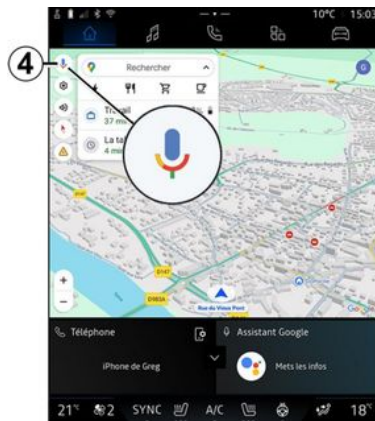 10°C 15:03
4
Rechercher
G
Travail
37 mi
La ta
4 mi
D147
D983A
Rue du Vieux Pont
+
−
Téléphone
Assistant Google
iPhone de Greg
Mets les infos
21° 2 SYNC A/C 18°